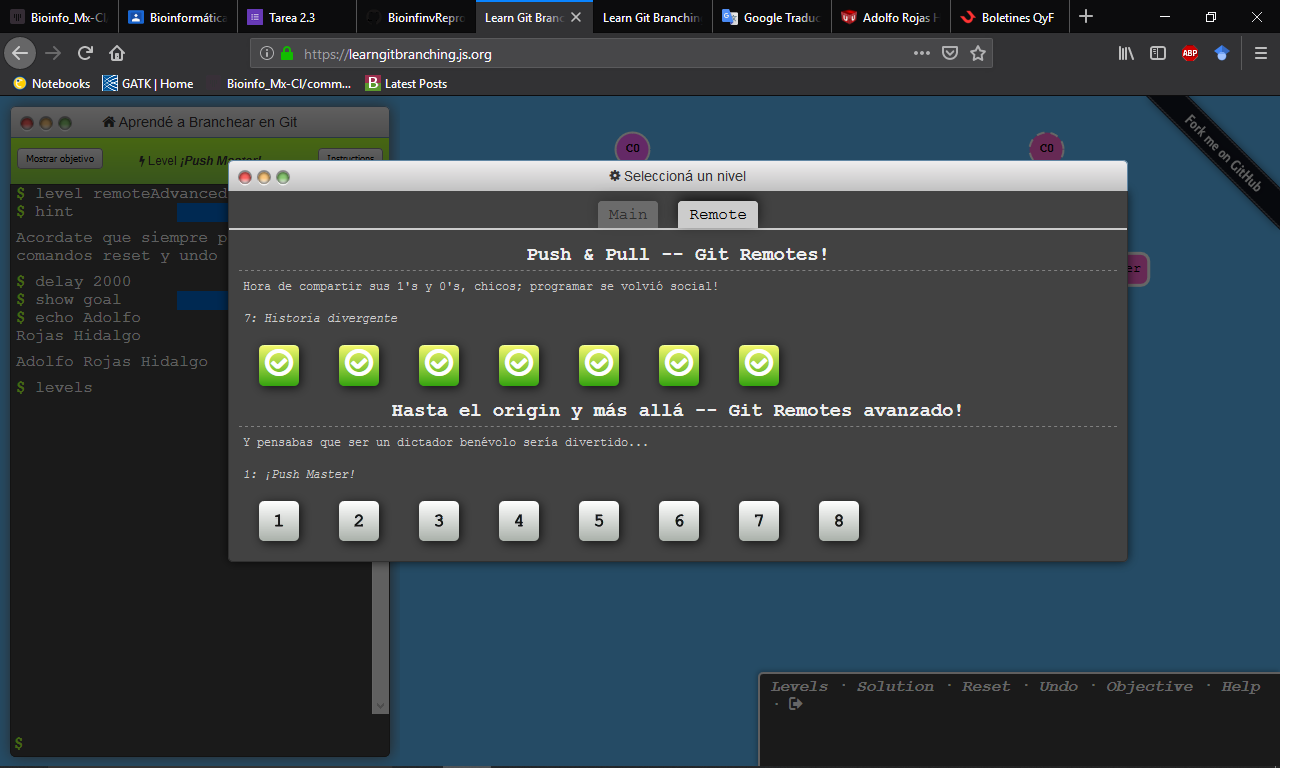 Bioinfo_Mx-C
Bioinformática
Tarea 2.3
BioinfinvRepro
Learn Git Branc
Learn Git Branchin
Google Traduc
Adolfo Rojas H
Boletines QyF
https://learngitbranching.js.org
ABP
Notebooks
GATK | Home
Bioinfo_Mx-CI/comm...
B Latest Posts
Aprendé a Branchear en Git
Mostrar objetivo
Level ¡Push Master!
Instructions
$ level remoteAdvanced
$ hint
Acordate que siempre p
comandos reset y undo
$ delay 2000
$ show goal
$ echo Adolfo
Rojas Hidalgo
Adolfo Rojas Hidalgo
$ levels
$
C0
C0
er
Fork me on GitHub
Seleccioná un nivel
Main
Remote
Push & Pull -- Git Remotes!
Hora de compartir sus 1's y 0's, chicos; programar se volvió social!
7: Historia divergente
Hasta el origin y más allá -- Git Remotes avanzado!
Y pensabas que ser un dictador benévolo sería divertido...
1: ¡Push Master!
1 2 3 4 5 6 7 8
Levels · Solution · Reset · Undo · Objective · Help
·